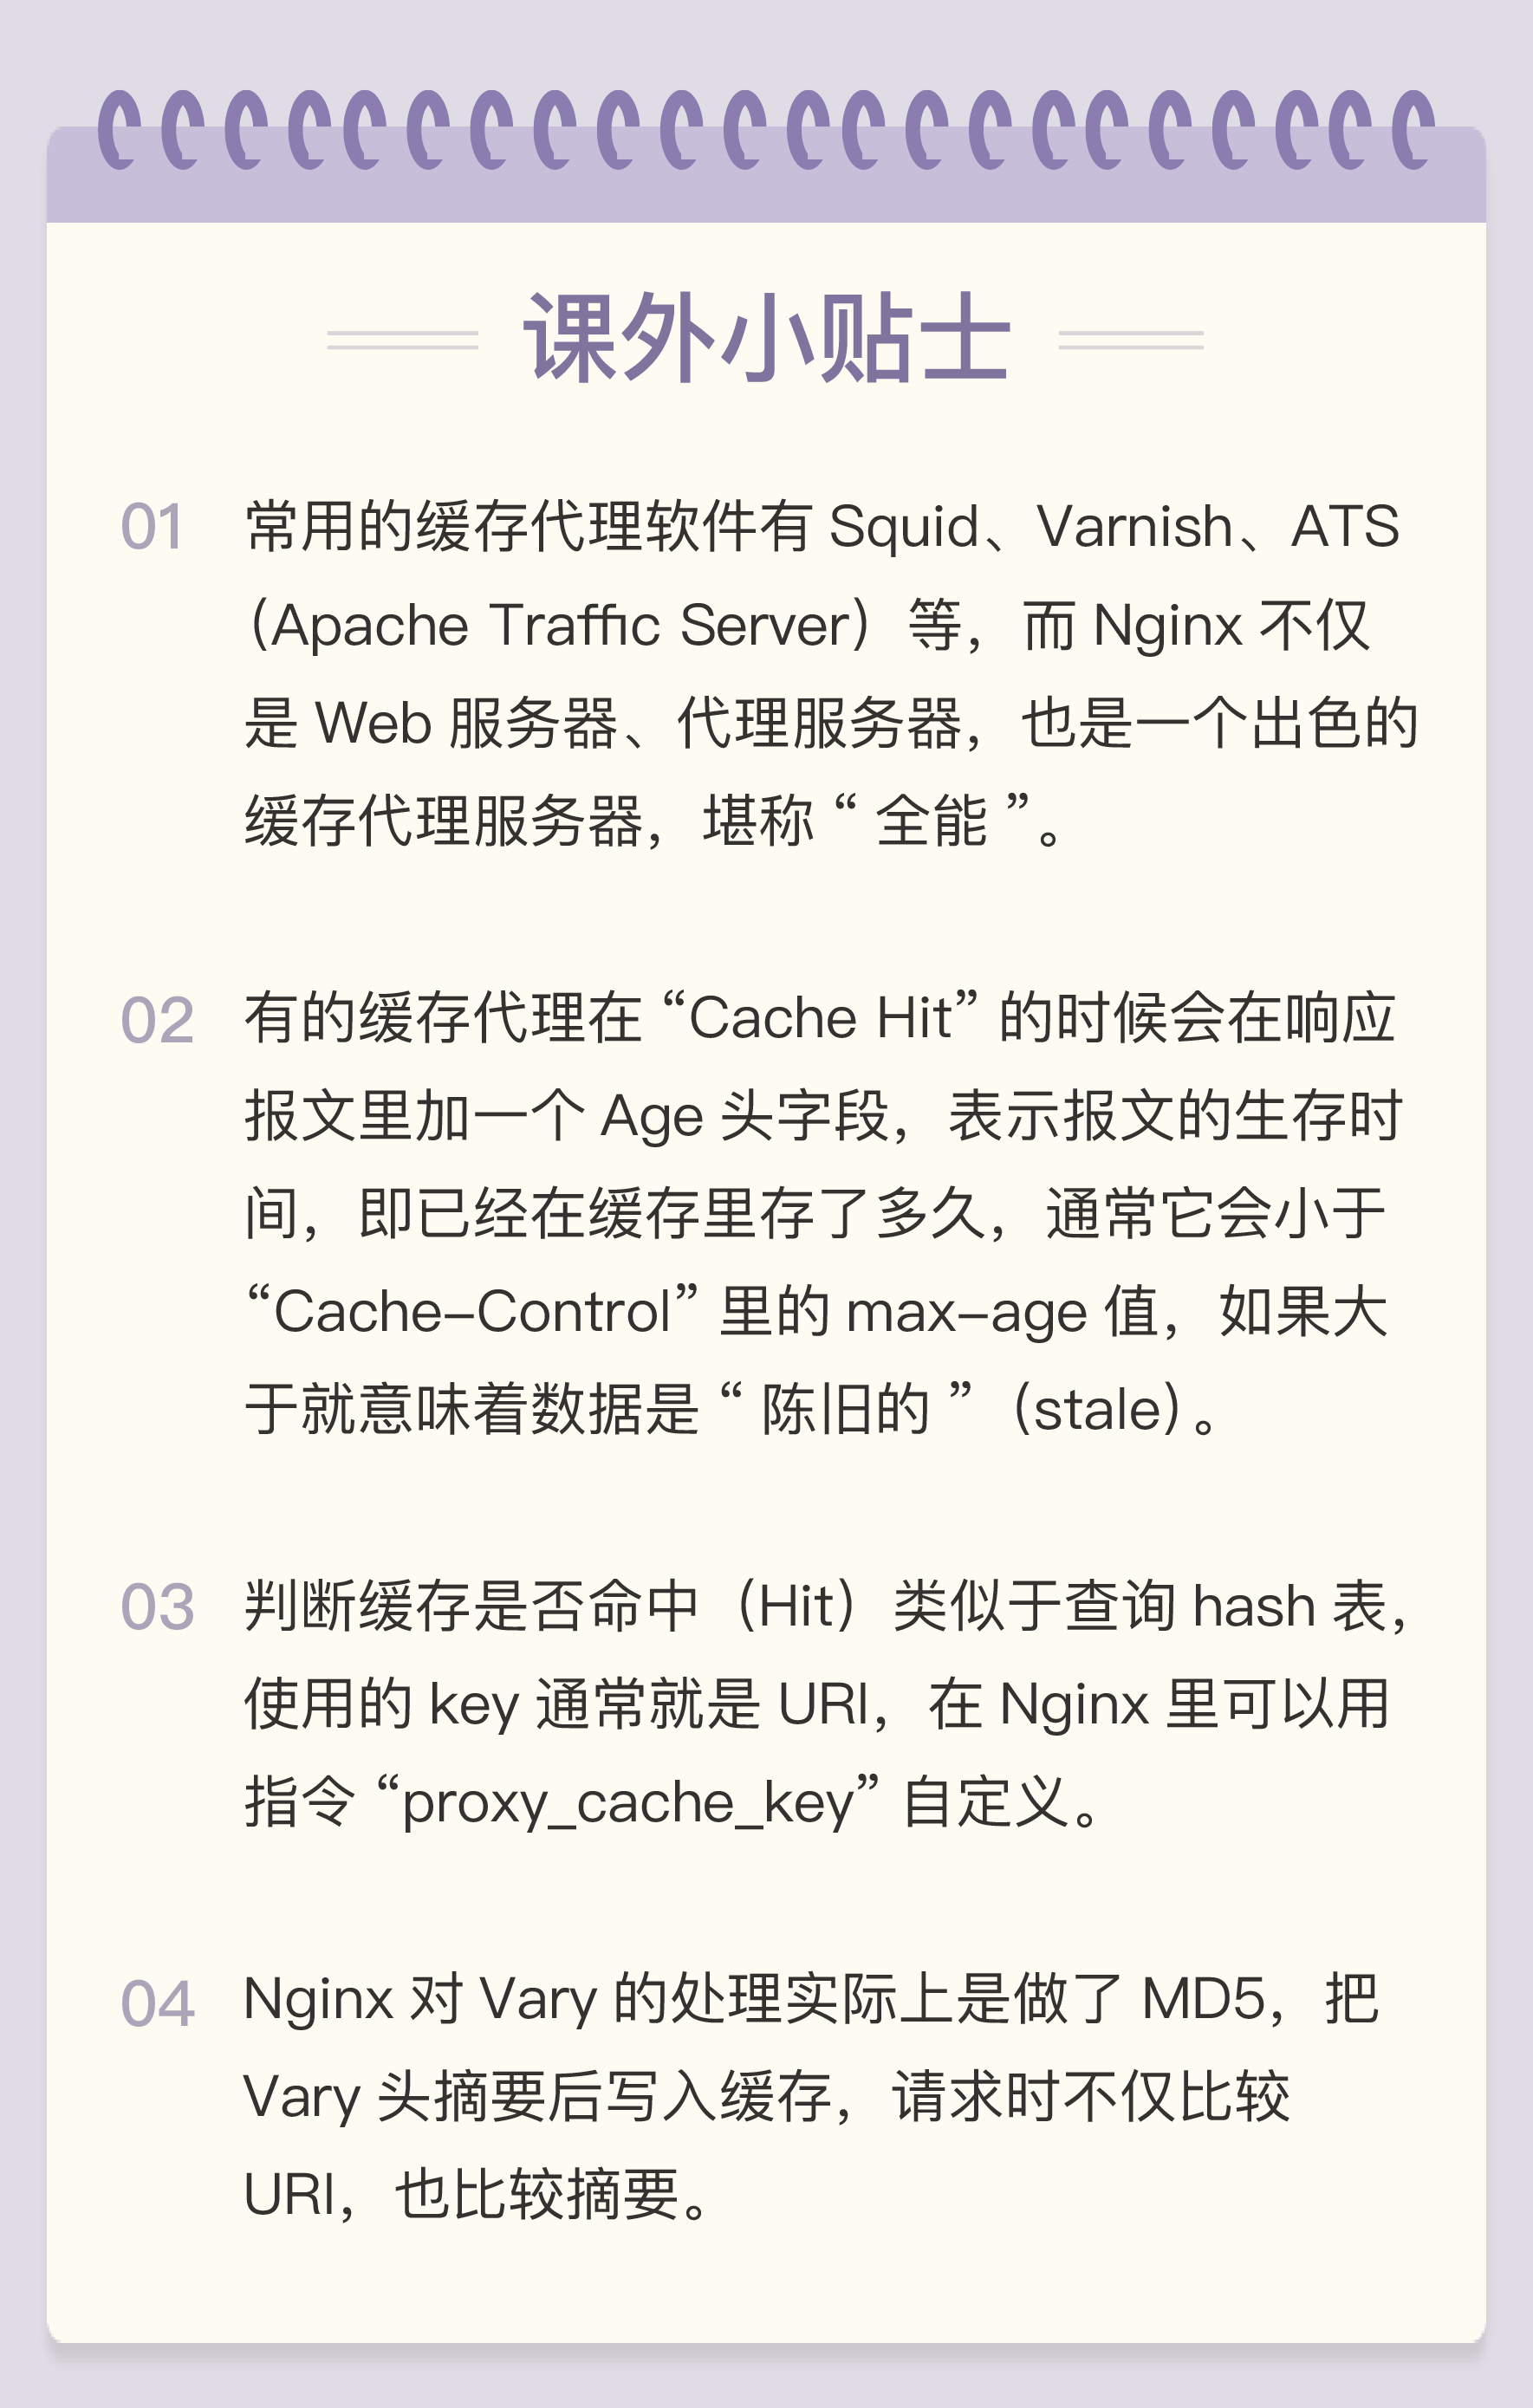 课外小贴士
01 常用的缓存代理软件有 Squid、Varnish、ATS
（Apache Traffic Server）等，而 Nginx 不仅
是 Web 服务器、代理服务器，也是一个出色的
缓存代理服务器，堪称 “ 全能 ”。
02 有的缓存代理在 “Cache Hit” 的时候会在响应
报文里加一个 Age 头字段，表示报文的生存时
间，即已经在缓存里存了多久，通常它会小于
“Cache-Control” 里的 max-age 值，如果大
于就意味着数据是 “ 陈旧的 ”（stale）。
03 判断缓存是否命中（Hit）类似于查询 hash 表，
使用的 key 通常就是 URI，在 Nginx 里可以用
指令 “proxy_cache_key” 自定义。
04 Nginx 对 Vary 的处理实际上是做了 MD5，把
Vary 头摘要后写入缓存，请求时不仅比较
URI，也比较摘要。